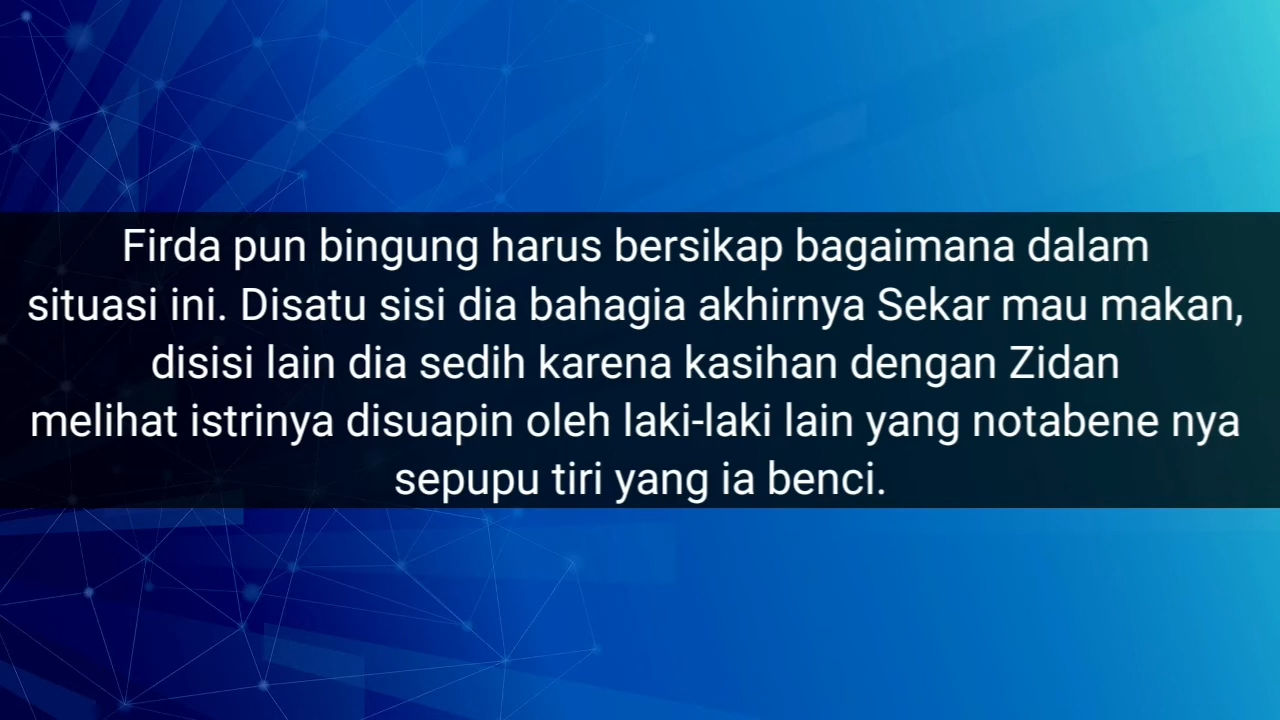 Firda pun bingung harus bersikap bagaimana dalam
situasi ini. Disatu sisi dia bahagia akhirnya Sekar mau makan,
disisi lain dia sedih karena kasihan dengan Zidan
melihat istrinya disuapin oleh laki-laki lain yang notabene nya
sepupu tiri yang ia benci.